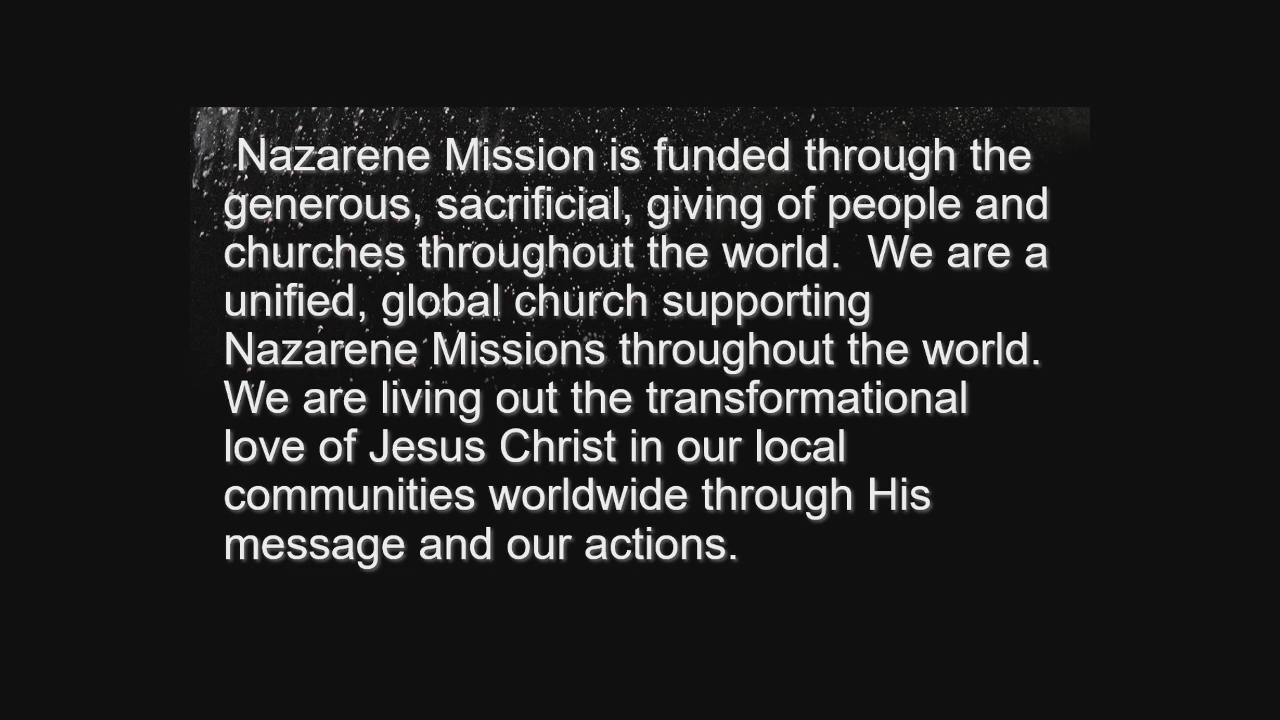 Nazarene Mission is funded through the
generous, sacrificial, giving of people and
churches throughout the world.  We are a
unified, global church supporting
Nazarene Missions throughout the world.
We are living out the transformational
love of Jesus Christ in our local
communities worldwide through His
message and our actions.